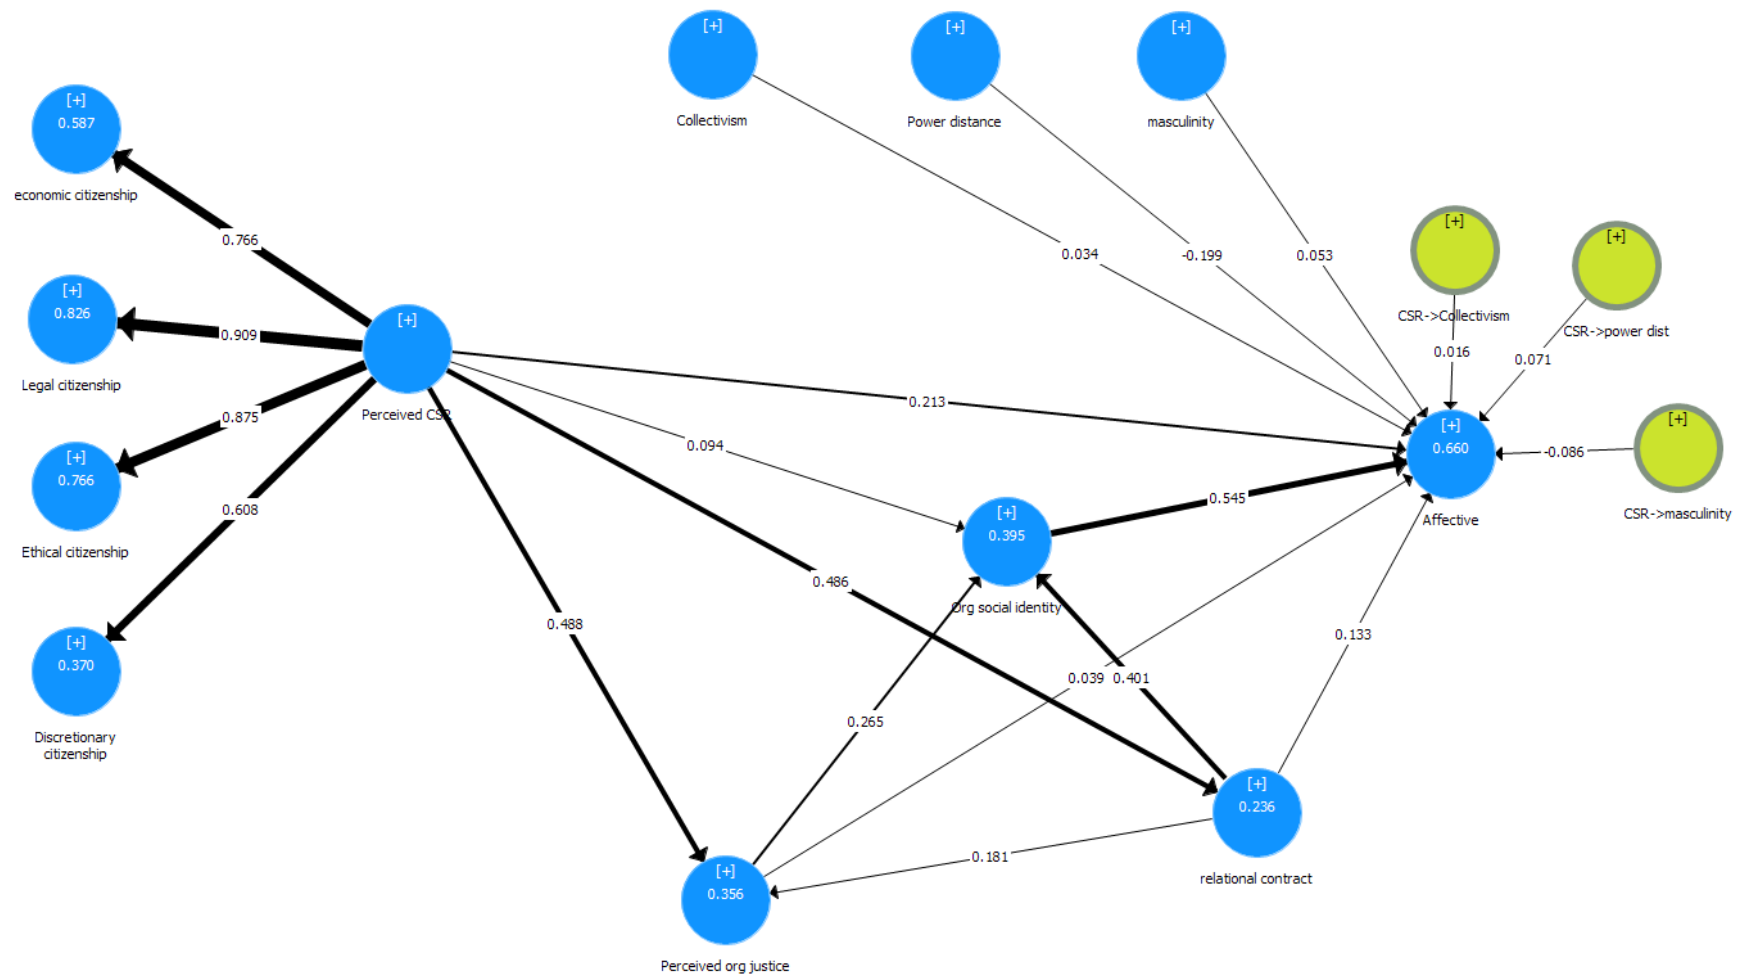 [+]
Collectivism
[+]
Power distance
[+]
masculinity
[+]
0.587
economic citizenship
[+]
0.826
Legal citizenship
[+]
0.766
Ethical citizenship
[+]
0.370
Discretionary
citizenship
[+]
Perceived CSR
0.766
0.909
0.875
0.608
0.034
-0.199
0.053
[+]
CSR->Collectivism
0.016
[+]
CSR->power dist
0.071
[+]
CSR->masculinity
-0.086
[+]
0.660
Affective
0.213
0.094
0.545
[+]
0.395
Org social identity
0.486
0.488
0.265
0.039
0.401
0.133
0.181
[+]
0.236
relational contract
[+]
0.356
Perceived org justice